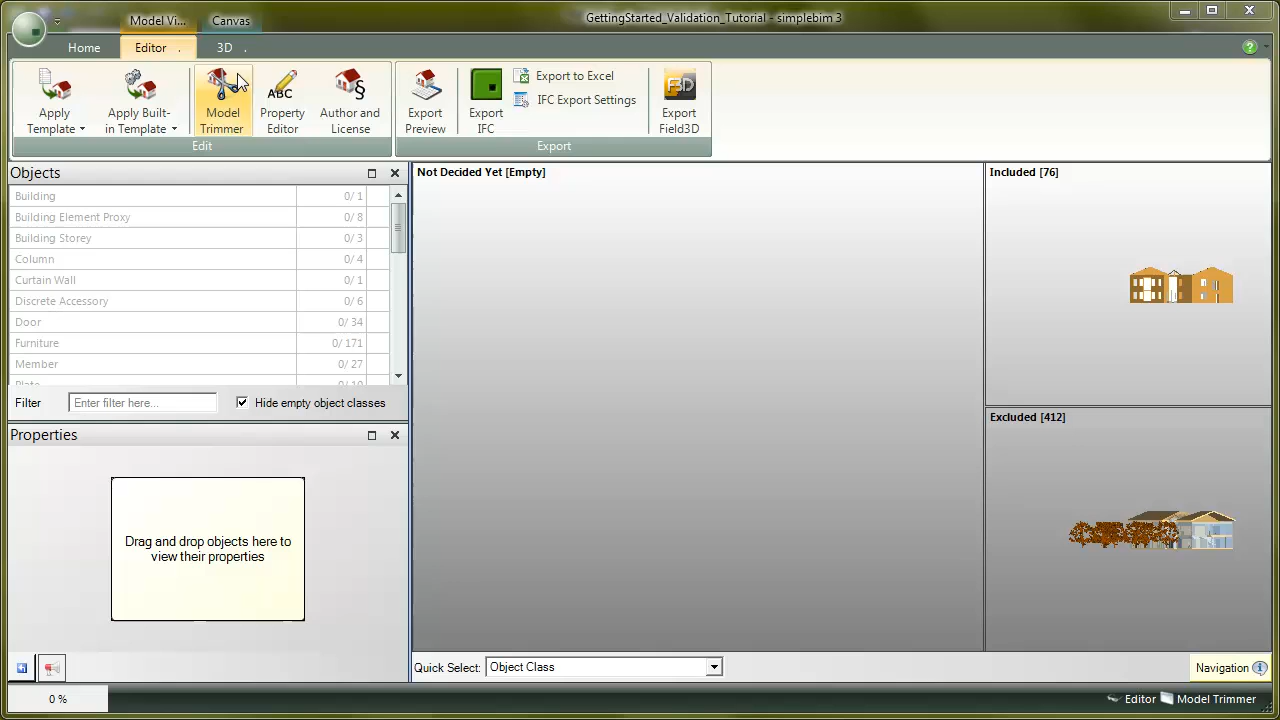 Model Vi...
Canvas
GettingStarted_Validation_Tutorial - simplebim 3
Home
Editor
3D
Apply
Template
Apply Built-
in Template
Model
Trimmer
ABC
Property
Editor
§
Author and
License
Edit
Export
Preview
Export
IFC
Export to Excel
IFC Export Settings
F3D
Export
Field3D
Export
Objects
Building 0/ 1
Building Element Proxy 0/ 8
Building Storey 0/ 3
Column 0/ 4
Curtain Wall 0/ 1
Discrete Accessory 0/ 6
Door 0/ 34
Furniture 0/ 171
Member 0/ 27
Plate 0/ 10
Filter
Enter filter here...
Hide empty object classes
Properties
Drag and drop objects here to
view their properties
Not Decided Yet [Empty]
Included [76]
Excluded [412]
Quick Select:
Object Class
Navigation
0 %
Editor
Model Trimmer